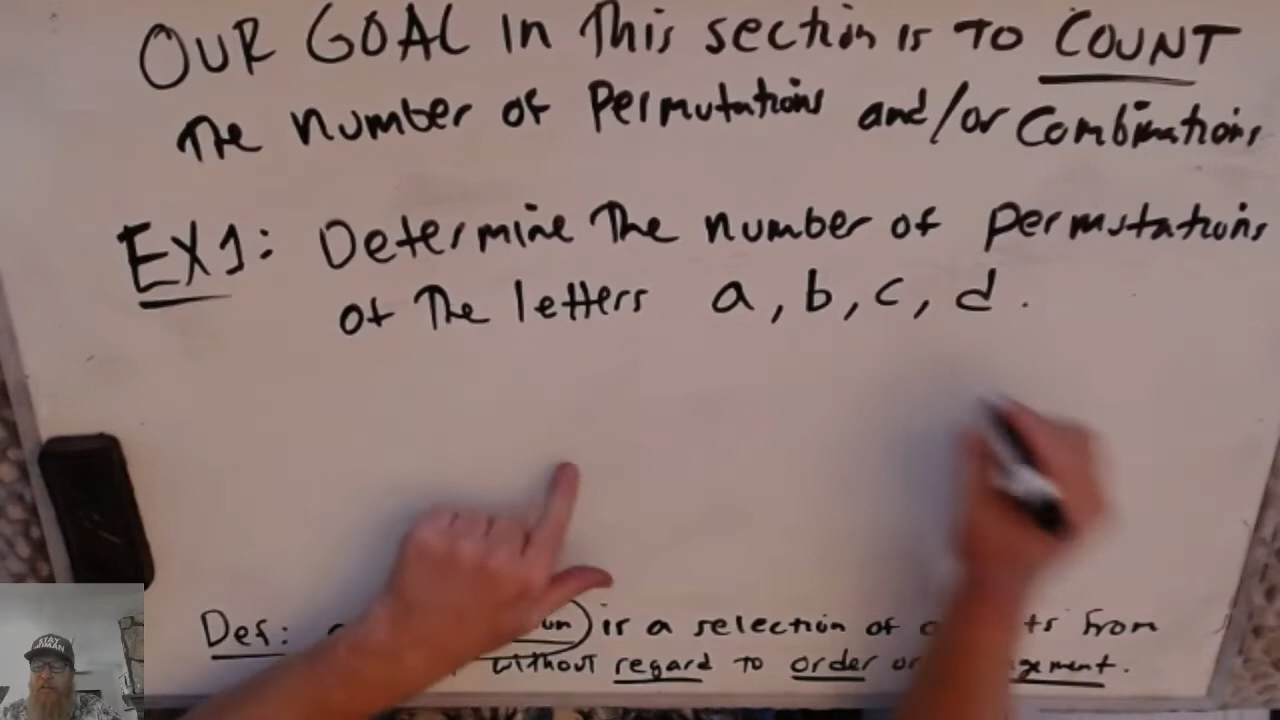 OUR GOAL In This section is TO COUNT
The number of Permutations and/or Combinations
EX1: Determine The number of permutations
of The letters a, b, c, d.
Def: is a selection of from
without regard to order or
STAY